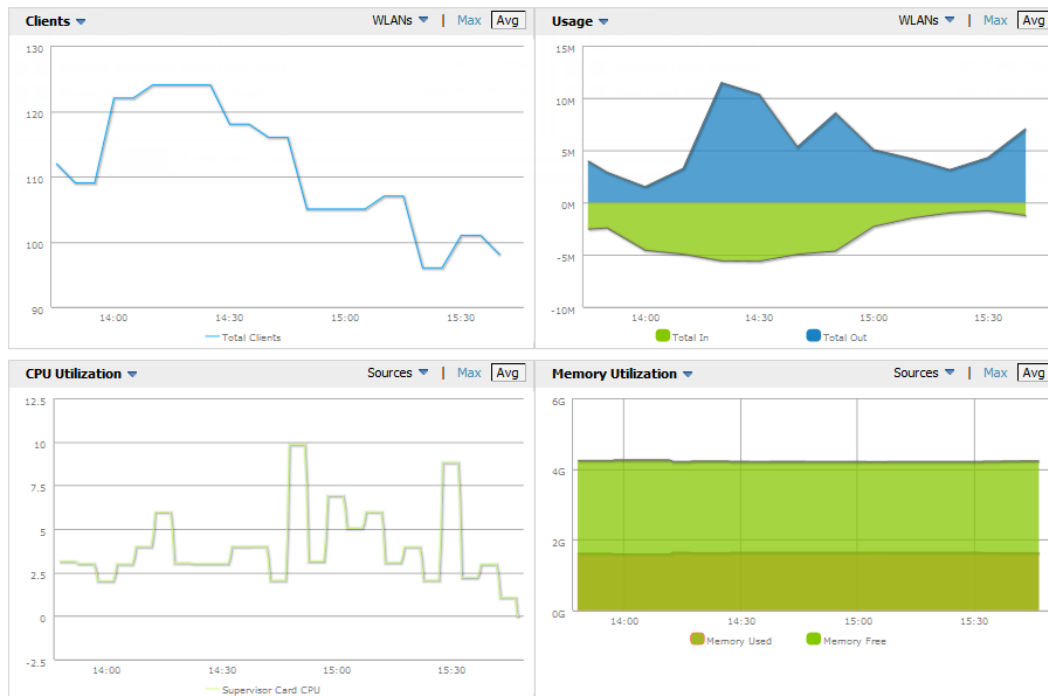 Clients WLANs | Max Avg
130
120
110
100
90
14:00 14:30 15:00 15:30
Total Clients
Usage WLANs | Max Avg
15M
10M
5M
0M
-5M
-10M
14:00 14:30 15:00 15:30
Total In Total Out
CPU Utilization Sources | Max Avg
12.5
10
7.5
5
2.5
0
-2.5
14:00 14:30 15:00 15:30
Supervisor Card CPU
Memory Utilization Sources | Max Avg
6G
4G
2G
0G
14:00 14:30 15:00 15:30
Memory Used Memory Free